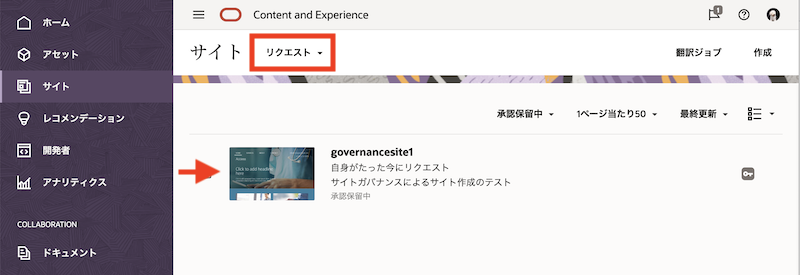 ホーム
アセット
サイト
レコメンデーション
開発者
アナリティクス
COLLABORATION
ドキュメント
Content and Experience
1
サイト リクエスト 翻訳ジョブ 作成
承認保留中 1ページ当たり50 最終更新
governancesite1
自身がたった今にリクエスト
サイトガバナンスによるサイト作成のテスト
承認保留中
Click to add headline here